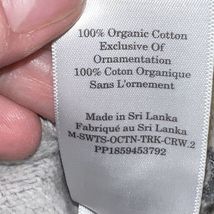 100% Organic Cotton
Exclusive Of
Ornamentation
100% Coton Organique
Sans L'ornement
Made in Sri Lanka
Fabriqué au Sri Lanka
M-SWTS-OCTN-TRK-CRW.2
PP1859453792